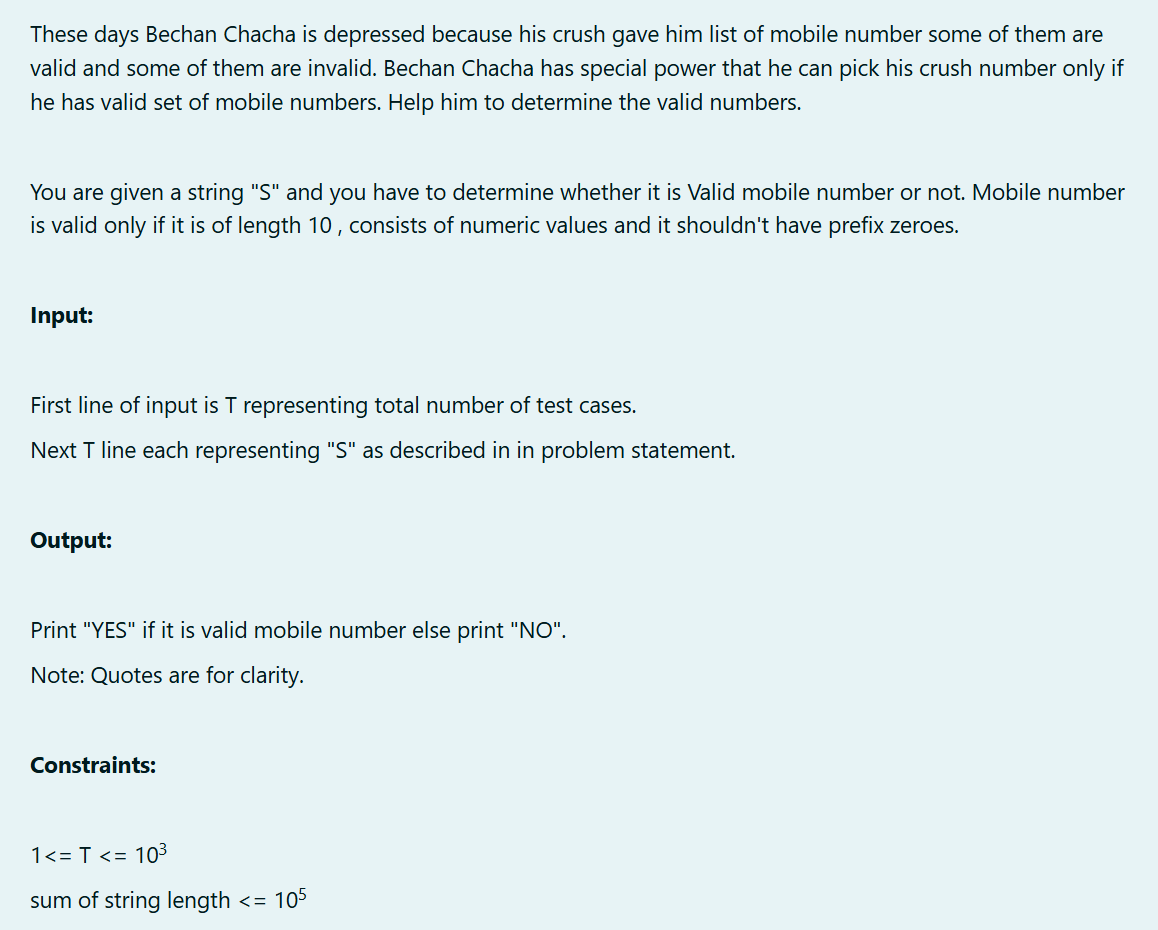 These days Bechan Chacha is depressed because his crush gave him list of mobile number some of them are
valid and some of them are invalid. Bechan Chacha has special power that he can pick his crush number only if
he has valid set of mobile numbers. Help him to determine the valid numbers.
You are given a string "S" and you have to determine whether it is Valid mobile number or not. Mobile number
is valid only if it is of length 10 , consists of numeric values and it shouldn't have prefix zeroes.
Input:
First line of input is T representing total number of test cases.
Next T line each representing "S" as described in in problem statement.
Output:
Print "YES" if it is valid mobile number else print "NO".
Note: Quotes are for clarity.
Constraints:
1<= T <= 10³
sum of string length <= 10⁵